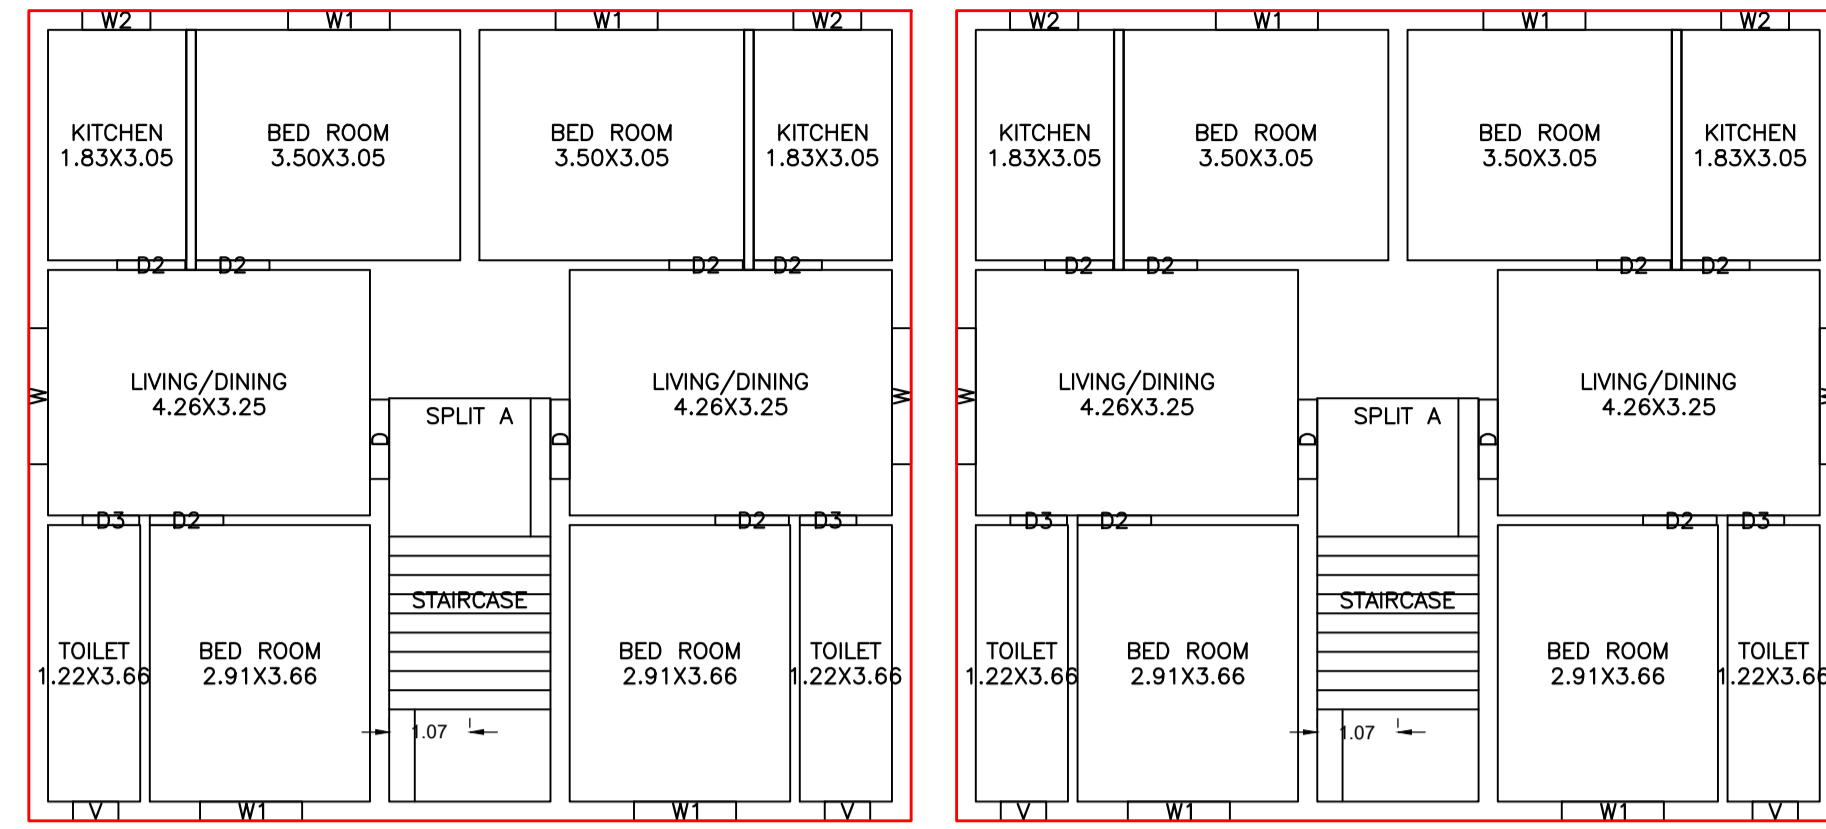 W2 W1 W1 W2 W2 W1 W1 W2
KITCHEN BED ROOM BED ROOM KITCHEN KITCHEN BED ROOM BED ROOM KITCHEN
1.83X3.05 3.50X3.05 3.50X3.05 1.83X3.05 1.83X3.05 3.50X3.05 3.50X3.05 1.83X3.05
D2 D2 D2 D2 D2 D2 D2 D2
LIVING/DINING LIVING/DINING LIVING/DINING LIVING/DINING
W 4.26X3.25 4.26X3.25 W W 4.26X3.25 4.26X3.25 W
SPLIT A SPLIT A
D D D D
D3 D2 D2 D3 D3 D2 D2 D3
STAIRCASE STAIRCASE
TOILET BED ROOM BED ROOM TOILET TOILET BED ROOM BED ROOM TOILET
1.22X3.66 2.91X3.66 2.91X3.66 1.22X3.66 1.22X3.66 2.91X3.66 2.91X3.66 1.22X3.66
1.07 1.07
V W1 W1 V V W1 W1 V